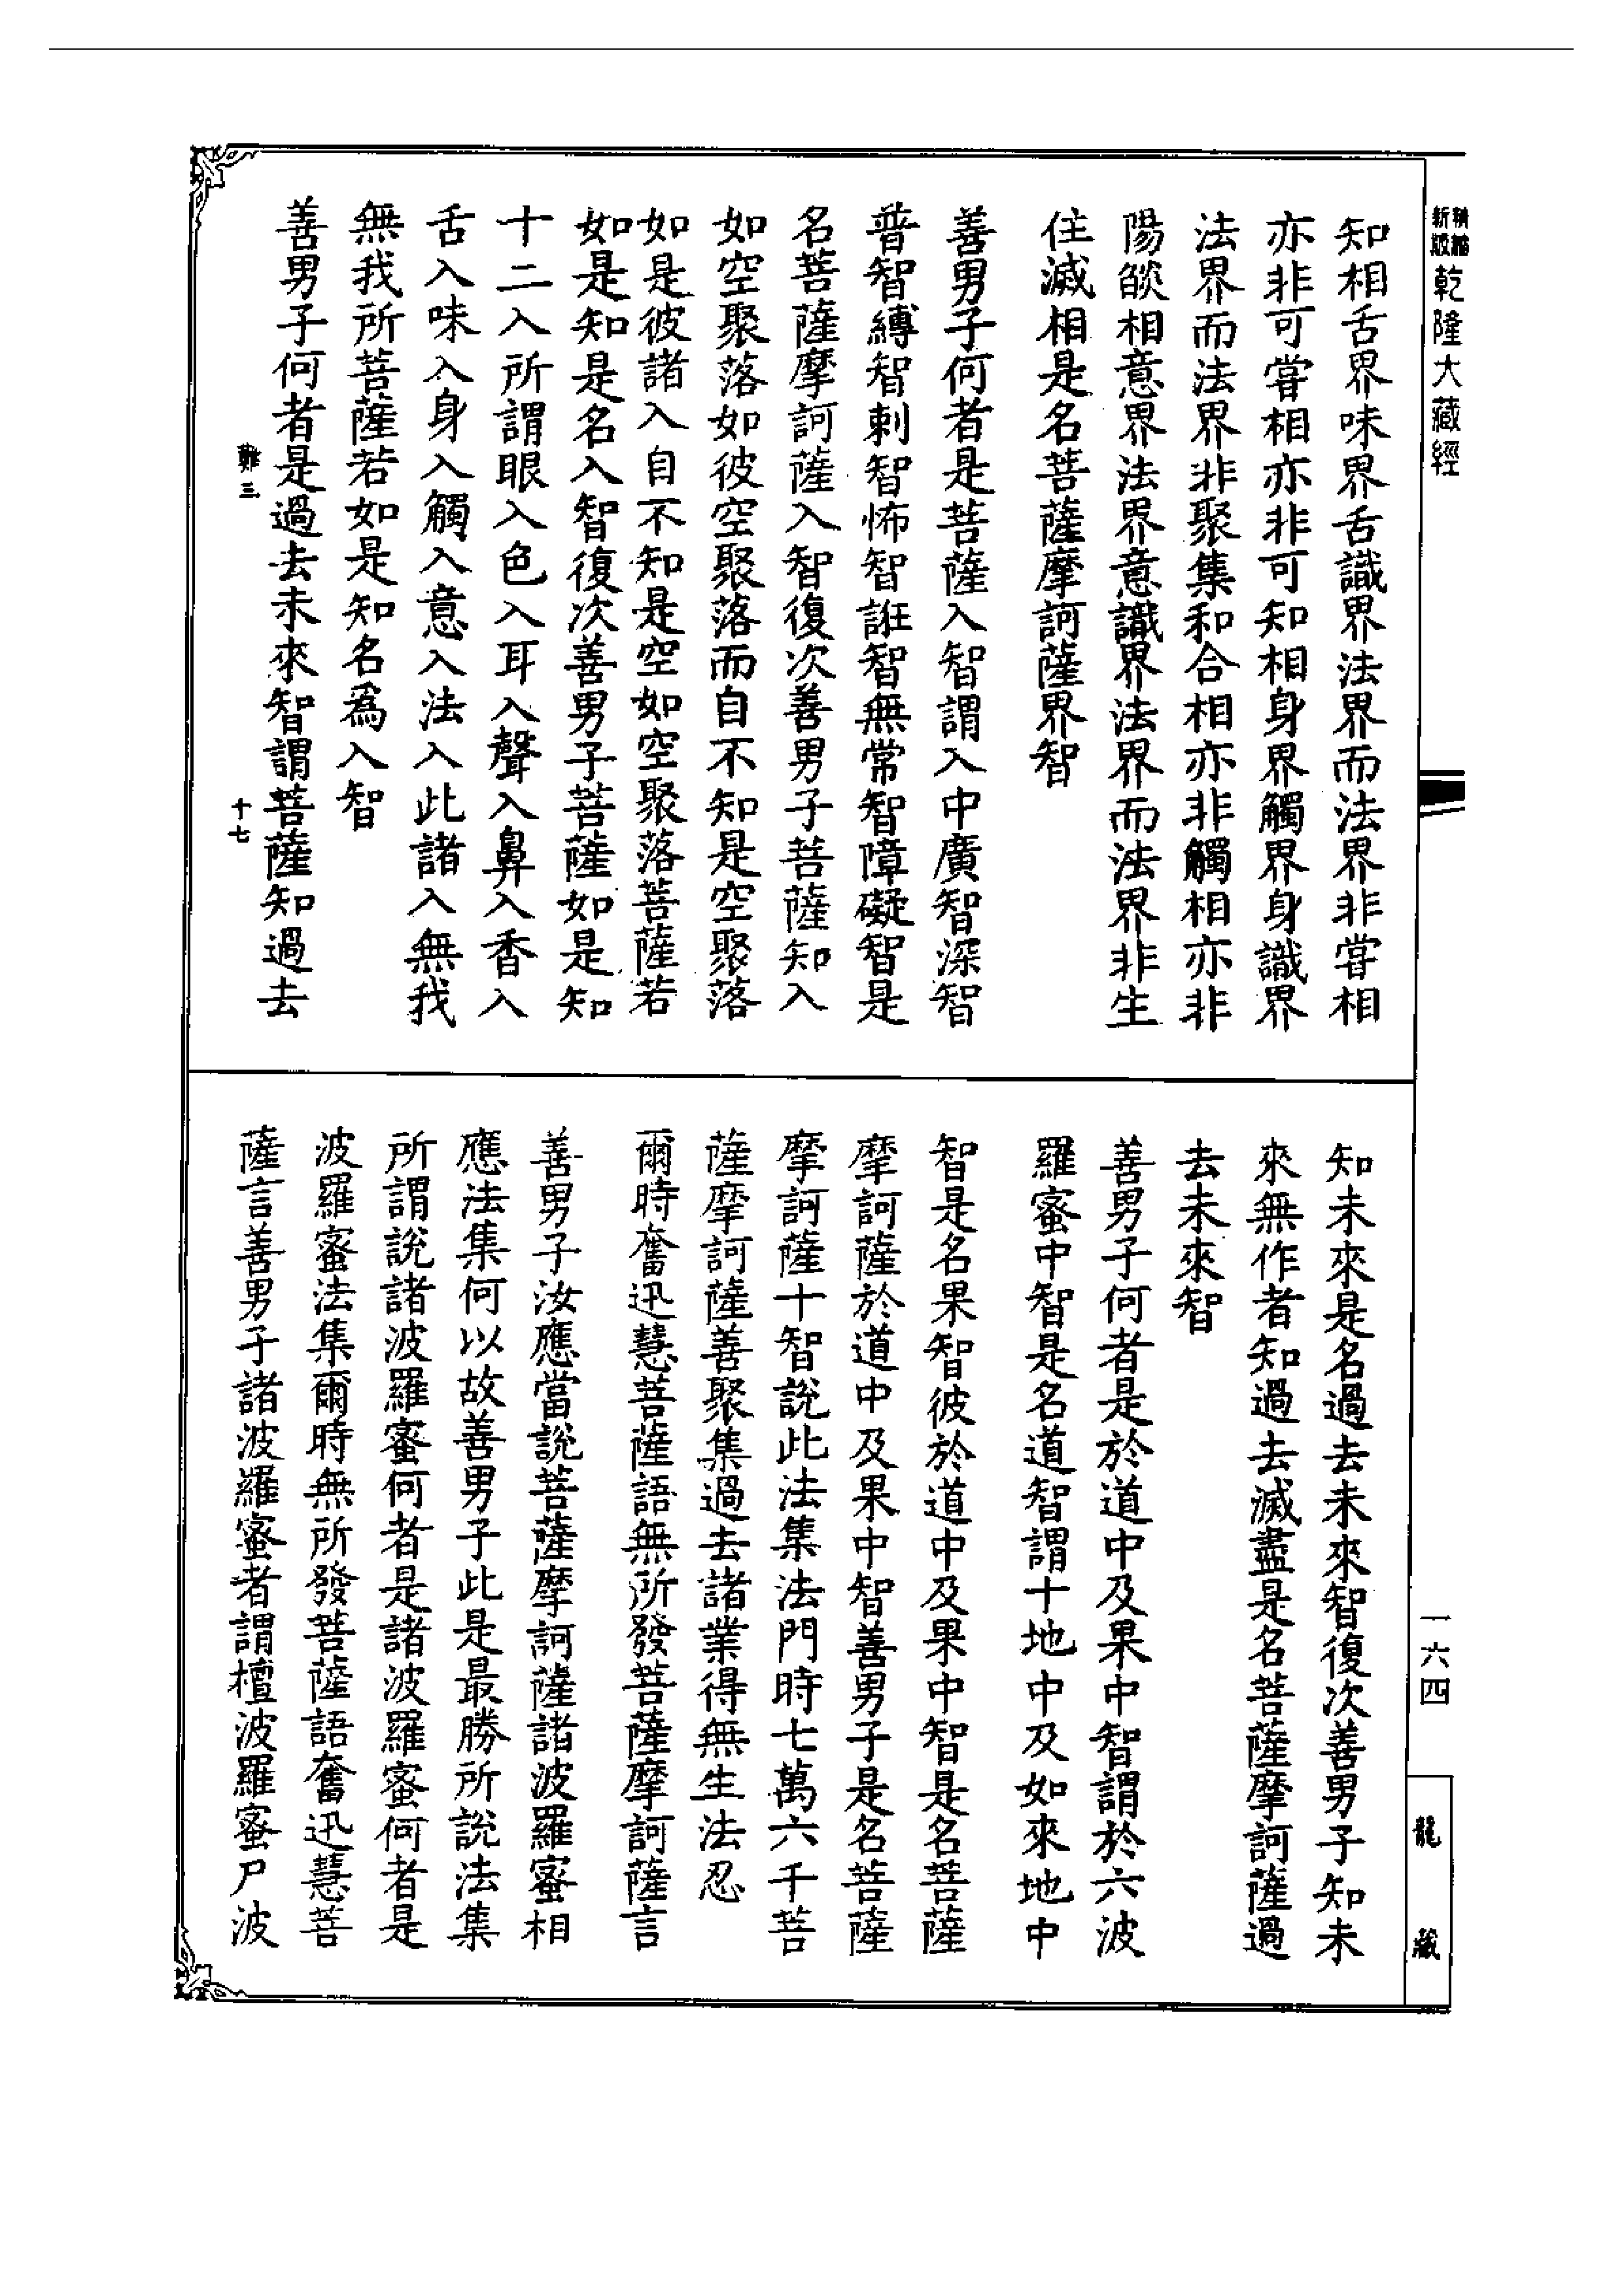 新縮
精緻
乾隆大藏經
知相舌界味界舌識界法界而法界非嘗相
亦非可嘗相亦非可知相身界觸界身識界
法界而法界非聚集和合相亦非觸相亦非
陽燄相意界法界意識界法界而法界非生
住滅相是名菩薩摩訶薩界智
善男子何者是菩薩入智謂入中廣智深智
普智縛智刺智怖智誑智無常智障礙智是
名菩薩摩訶薩入智復次善男子菩薩知入
如空聚落如彼空聚落而自不知是空聚落
如是彼諸入自不知是空如空聚落菩薩若
如是知是名入智復次善男子菩薩如是知
十二入所謂眼入色入耳入聲入鼻入香入
舌入味入身入觸入意入法入此諸入無我
無我所菩薩若如是知名為入智
善男子何者是過去未來智謂菩薩知過去
難三
十七
知未來是名過去未來智復次善男子知未
來無作者知過去滅盡是名菩薩摩訶薩過
去未來智
善男子何者是於道中及果中智謂於六波
羅蜜中智是名道智謂十地中及如來地中
智是名果智彼於道中及果中智是名菩薩
摩訶薩於道中及果中智善男子是名菩薩
摩訶薩十智說此法集法門時七萬六千菩
薩摩訶薩善聚集過去諸業得無生法忍
爾時奮迅慧菩薩語無所發菩薩摩訶薩言
善男子汝應當說菩薩摩訶薩諸波羅蜜相
應法集何以故善男子此是最勝所說法集
所謂說諸波羅蜜何者是諸波羅蜜何者是
波羅蜜法集爾時無所發菩薩語奮迅慧菩
薩言善男子諸波羅蜜者謂檀波羅蜜尸波
一六四
龍藏